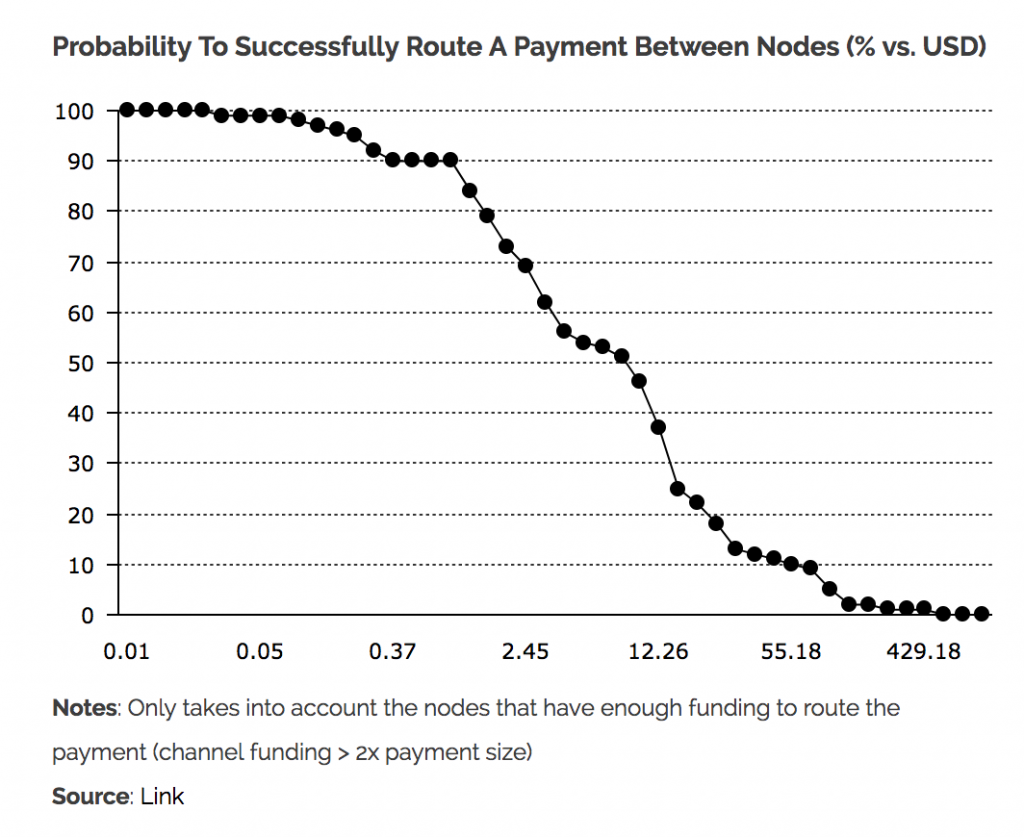 Probability To Successfully Route A Payment Between Nodes (% vs. USD)
100
90
80
70
60
50
40
30
20
10
0
0.01 0.05 0.37 2.45 12.26 55.18 429.18
Notes: Only takes into account the nodes that have enough funding to route the
payment (channel funding > 2x payment size)
Source: Link